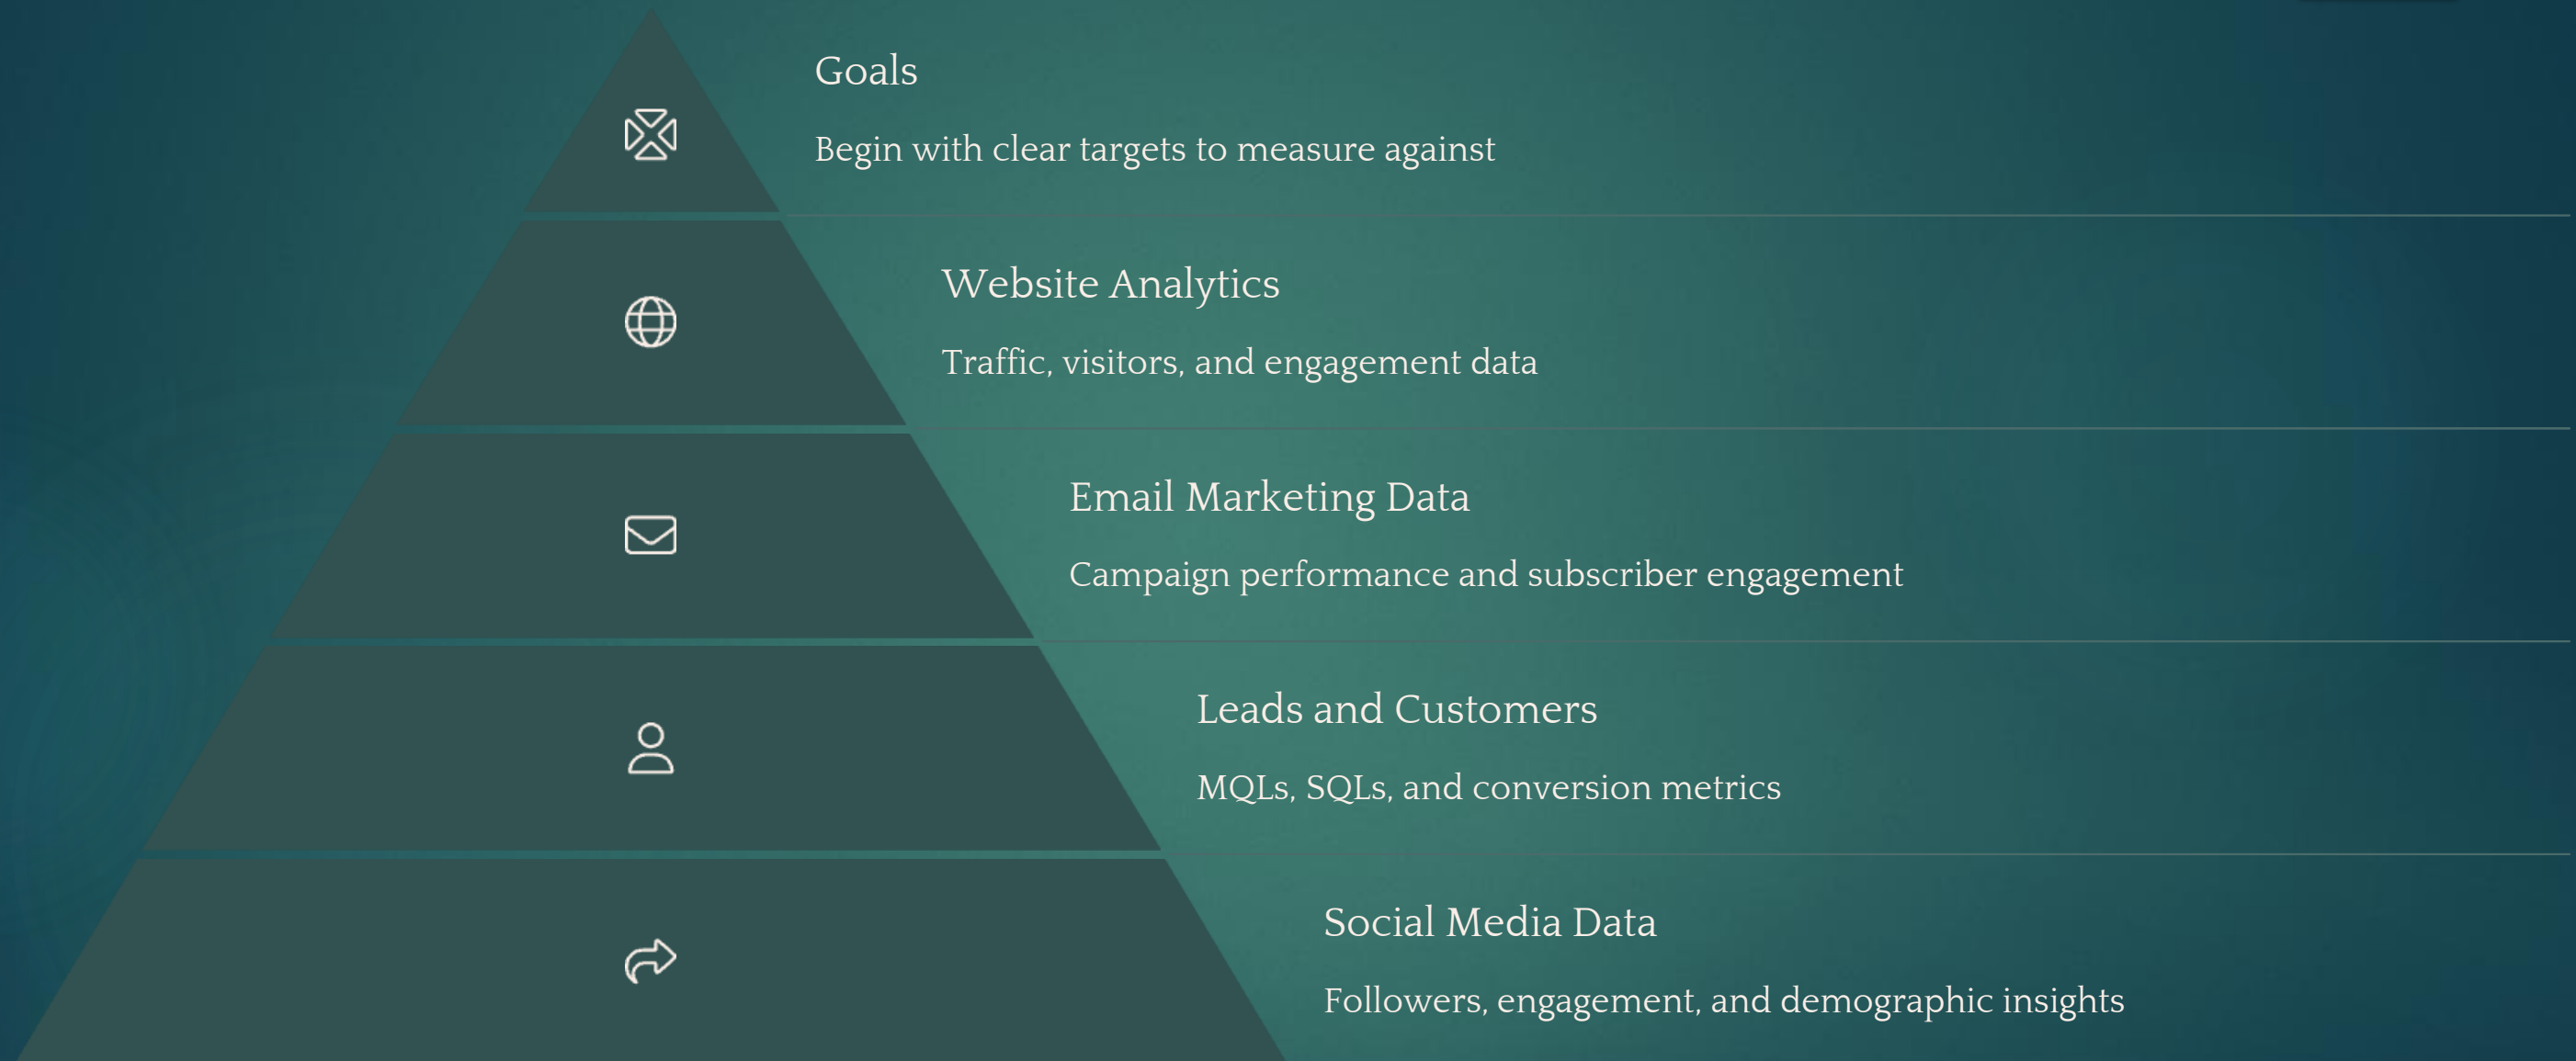 Goals
Begin with clear targets to measure against
Website Analytics
Traffic, visitors, and engagement data
Email Marketing Data
Campaign performance and subscriber engagement
Leads and Customers
MQLs, SQLs, and conversion metrics
Social Media Data
Followers, engagement, and demographic insights